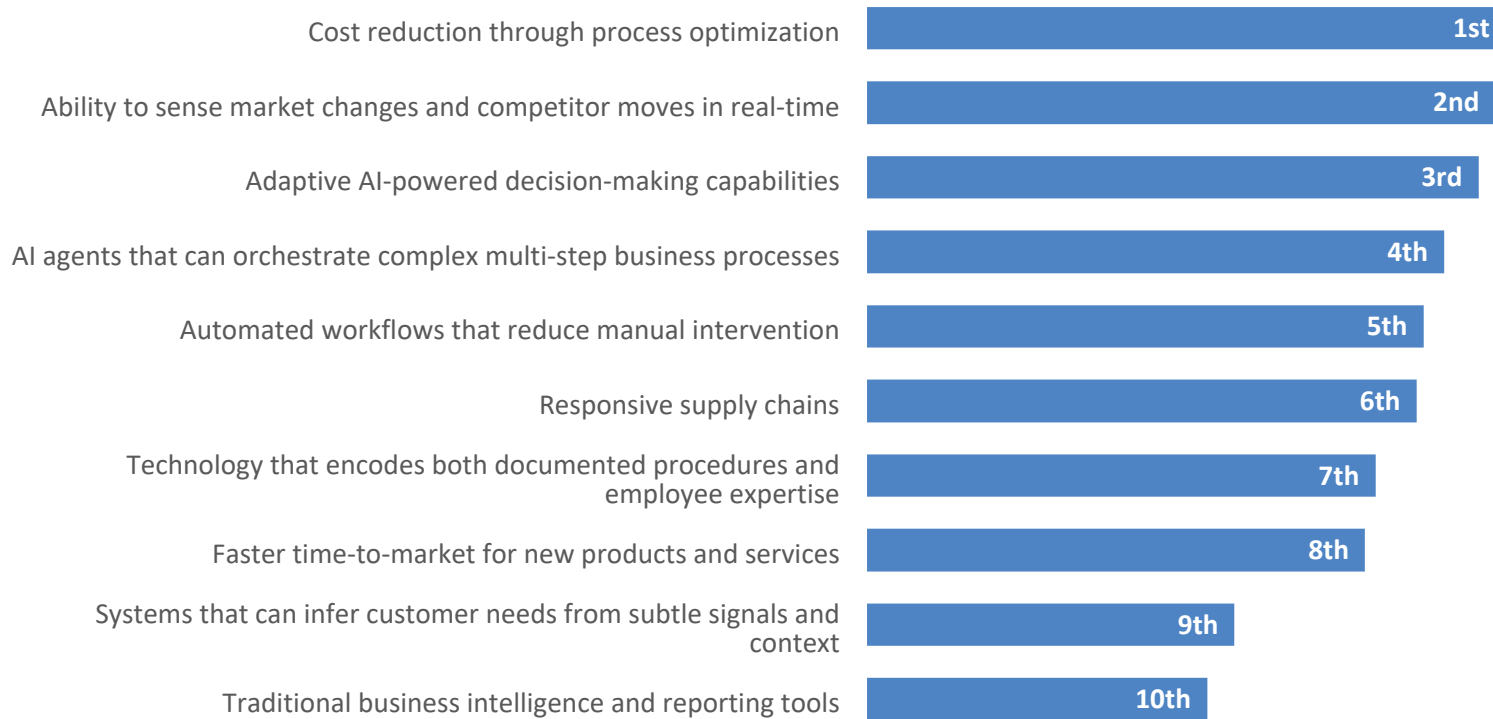 Cost reduction through process optimization
1st
Ability to sense market changes and competitor moves in real-time
2nd
Adaptive AI-powered decision-making capabilities
3rd
AI agents that can orchestrate complex multi-step business processes
4th
Automated workflows that reduce manual intervention
5th
Responsive supply chains
6th
Technology that encodes both documented procedures and
employee expertise
7th
Faster time-to-market for new products and services
8th
Systems that can infer customer needs from subtle signals and
context
9th
Traditional business intelligence and reporting tools
10th